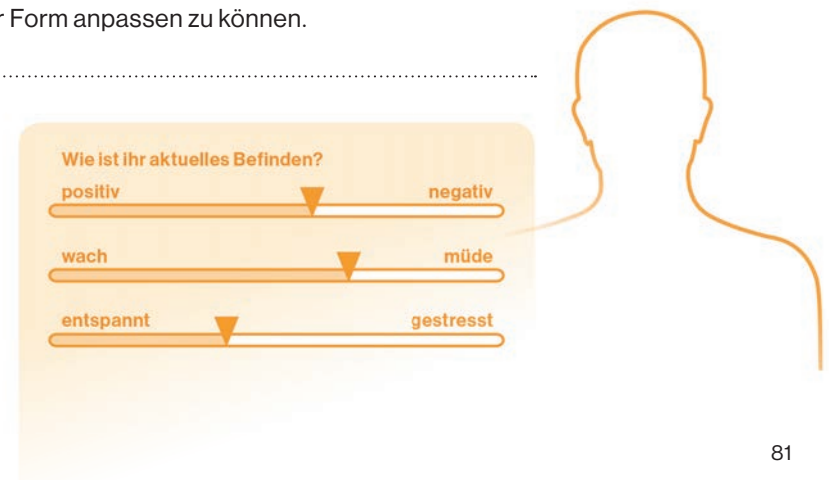 r Form anpassen zu können.
Wie ist ihr aktuelles Befinden?
positiv negativ
wach müde
entspannt gestresst
81